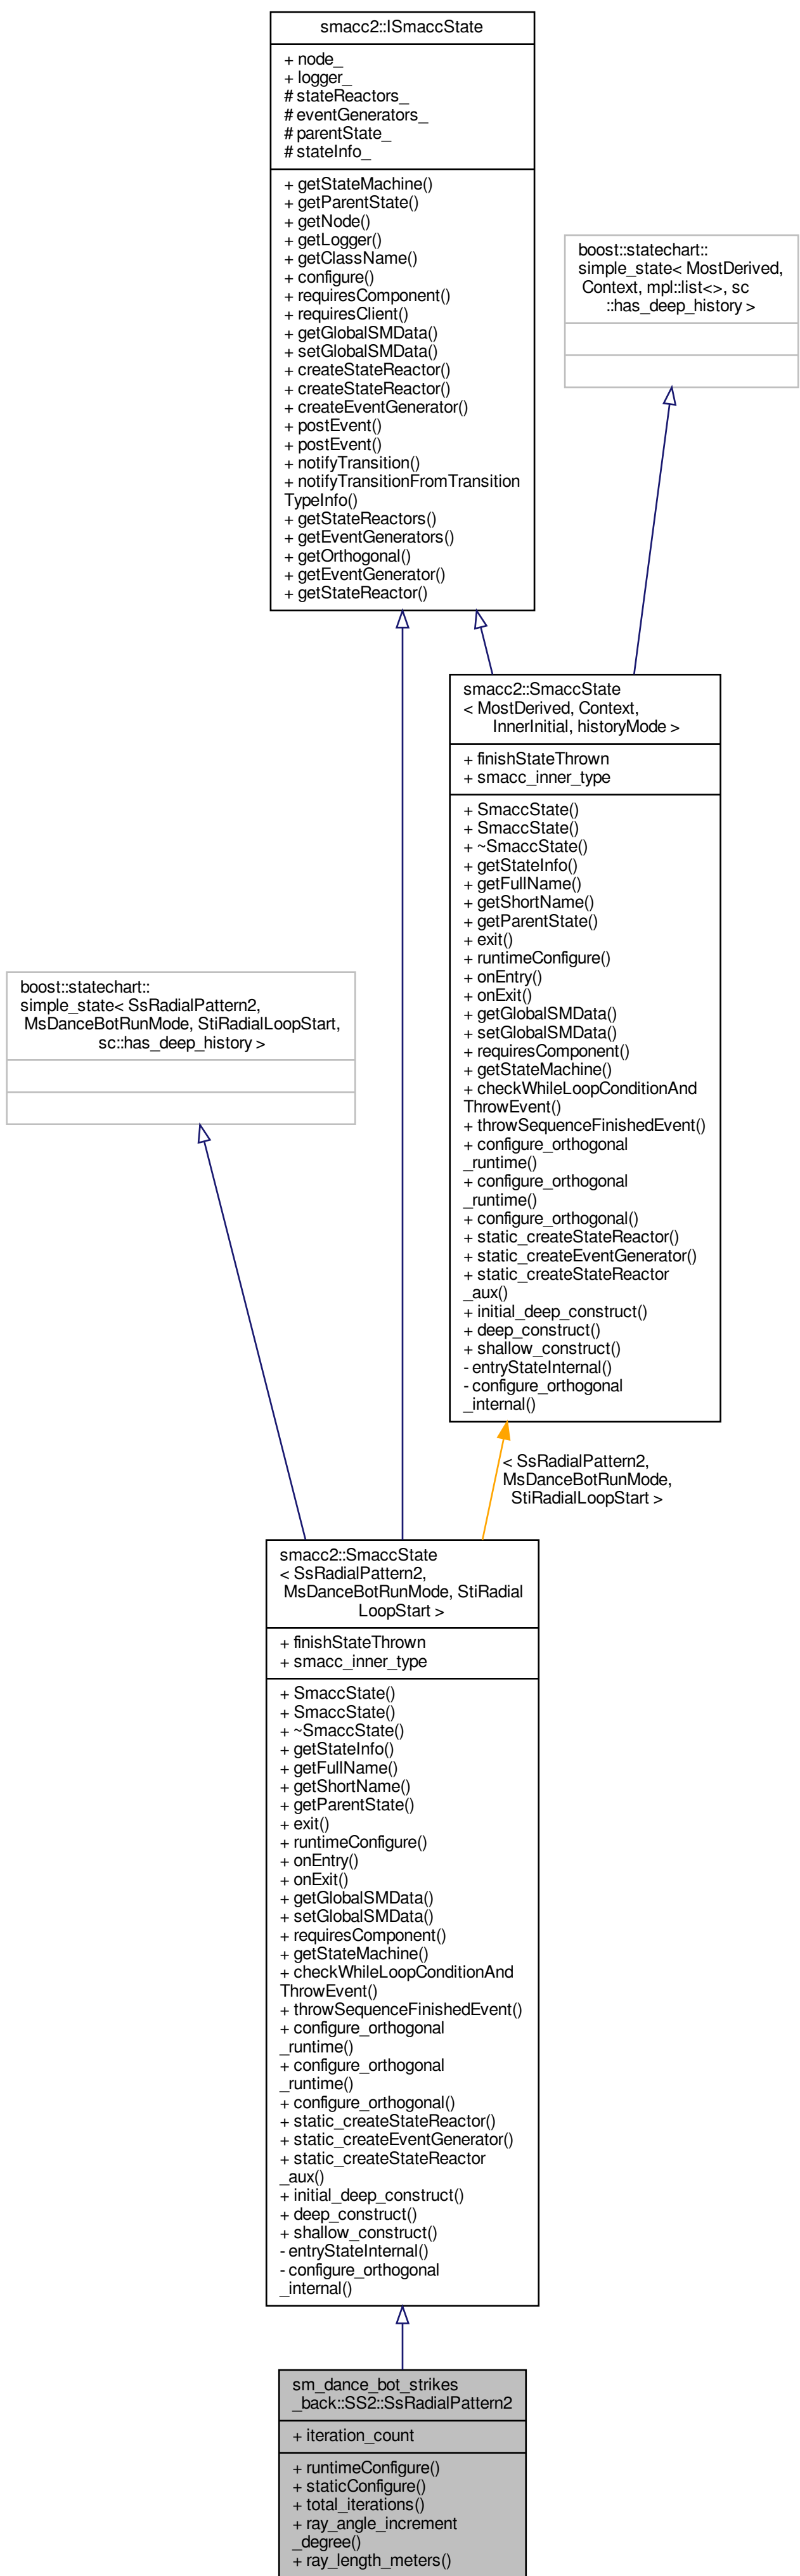 smacc2::ISmaccState
+ node_
+ logger_
# stateReactors_
# eventGenerators_
# parentState_
# stateInfo_
+ getStateMachine()
+ getParentState()
+ getNode()
+ getLogger()
+ getClassName()
+ configure()
+ requiresComponent()
+ requiresClient()
+ getGlobalSMData()
+ setGlobalSMData()
+ createStateReactor()
+ createStateReactor()
+ createEventGenerator()
+ postEvent()
+ postEvent()
+ notifyTransition()
+ notifyTransitionFromTransition
TypeInfo()
+ getStateReactors()
+ getEventGenerators()
+ getOrthogonal()
+ getEventGenerator()
+ getStateReactor()
boost::statechart::
simple_state< MostDerived,
Context, mpl::list<>, sc
::has_deep_history >
smacc2::SmaccState
< MostDerived, Context,
InnerInitial, historyMode >
+ finishStateThrown
+ smacc_inner_type
+ SmaccState()
+ SmaccState()
+ ~SmaccState()
+ getStateInfo()
+ getFullName()
+ getShortName()
+ getParentState()
+ exit()
+ runtimeConfigure()
+ onEntry()
+ onExit()
+ getGlobalSMData()
+ setGlobalSMData()
+ requiresComponent()
+ getStateMachine()
+ checkWhileLoopConditionAnd
ThrowEvent()
+ throwSequenceFinishedEvent()
+ configure_orthogonal
_runtime()
+ configure_orthogonal
_runtime()
+ configure_orthogonal()
+ static_createStateReactor()
+ static_createEventGenerator()
+ static_createStateReactor
_aux()
+ initial_deep_construct()
+ deep_construct()
+ shallow_construct()
- entryStateInternal()
- configure_orthogonal
_internal()
boost::statechart::
simple_state< SsRadialPattern2,
MsDanceBotRunMode, StiRadialLoopStart,
sc::has_deep_history >
< SsRadialPattern2,
MsDanceBotRunMode,
StiRadialLoopStart >
smacc2::SmaccState
< SsRadialPattern2,
MsDanceBotRunMode, StiRadial
LoopStart >
+ finishStateThrown
+ smacc_inner_type
+ SmaccState()
+ SmaccState()
+ ~SmaccState()
+ getStateInfo()
+ getFullName()
+ getShortName()
+ getParentState()
+ exit()
+ runtimeConfigure()
+ onEntry()
+ onExit()
+ getGlobalSMData()
+ setGlobalSMData()
+ requiresComponent()
+ getStateMachine()
+ checkWhileLoopConditionAnd
ThrowEvent()
+ throwSequenceFinishedEvent()
+ configure_orthogonal
_runtime()
+ configure_orthogonal
_runtime()
+ configure_orthogonal()
+ static_createStateReactor()
+ static_createEventGenerator()
+ static_createStateReactor
_aux()
+ initial_deep_construct()
+ deep_construct()
+ shallow_construct()
- entryStateInternal()
- configure_orthogonal
_internal()
sm_dance_bot_strikes
_back::SS2::SsRadialPattern2
+ iteration_count
+ runtimeConfigure()
+ staticConfigure()
+ total_iterations()
+ ray_angle_increment
_degree()
+ ray_length_meters()